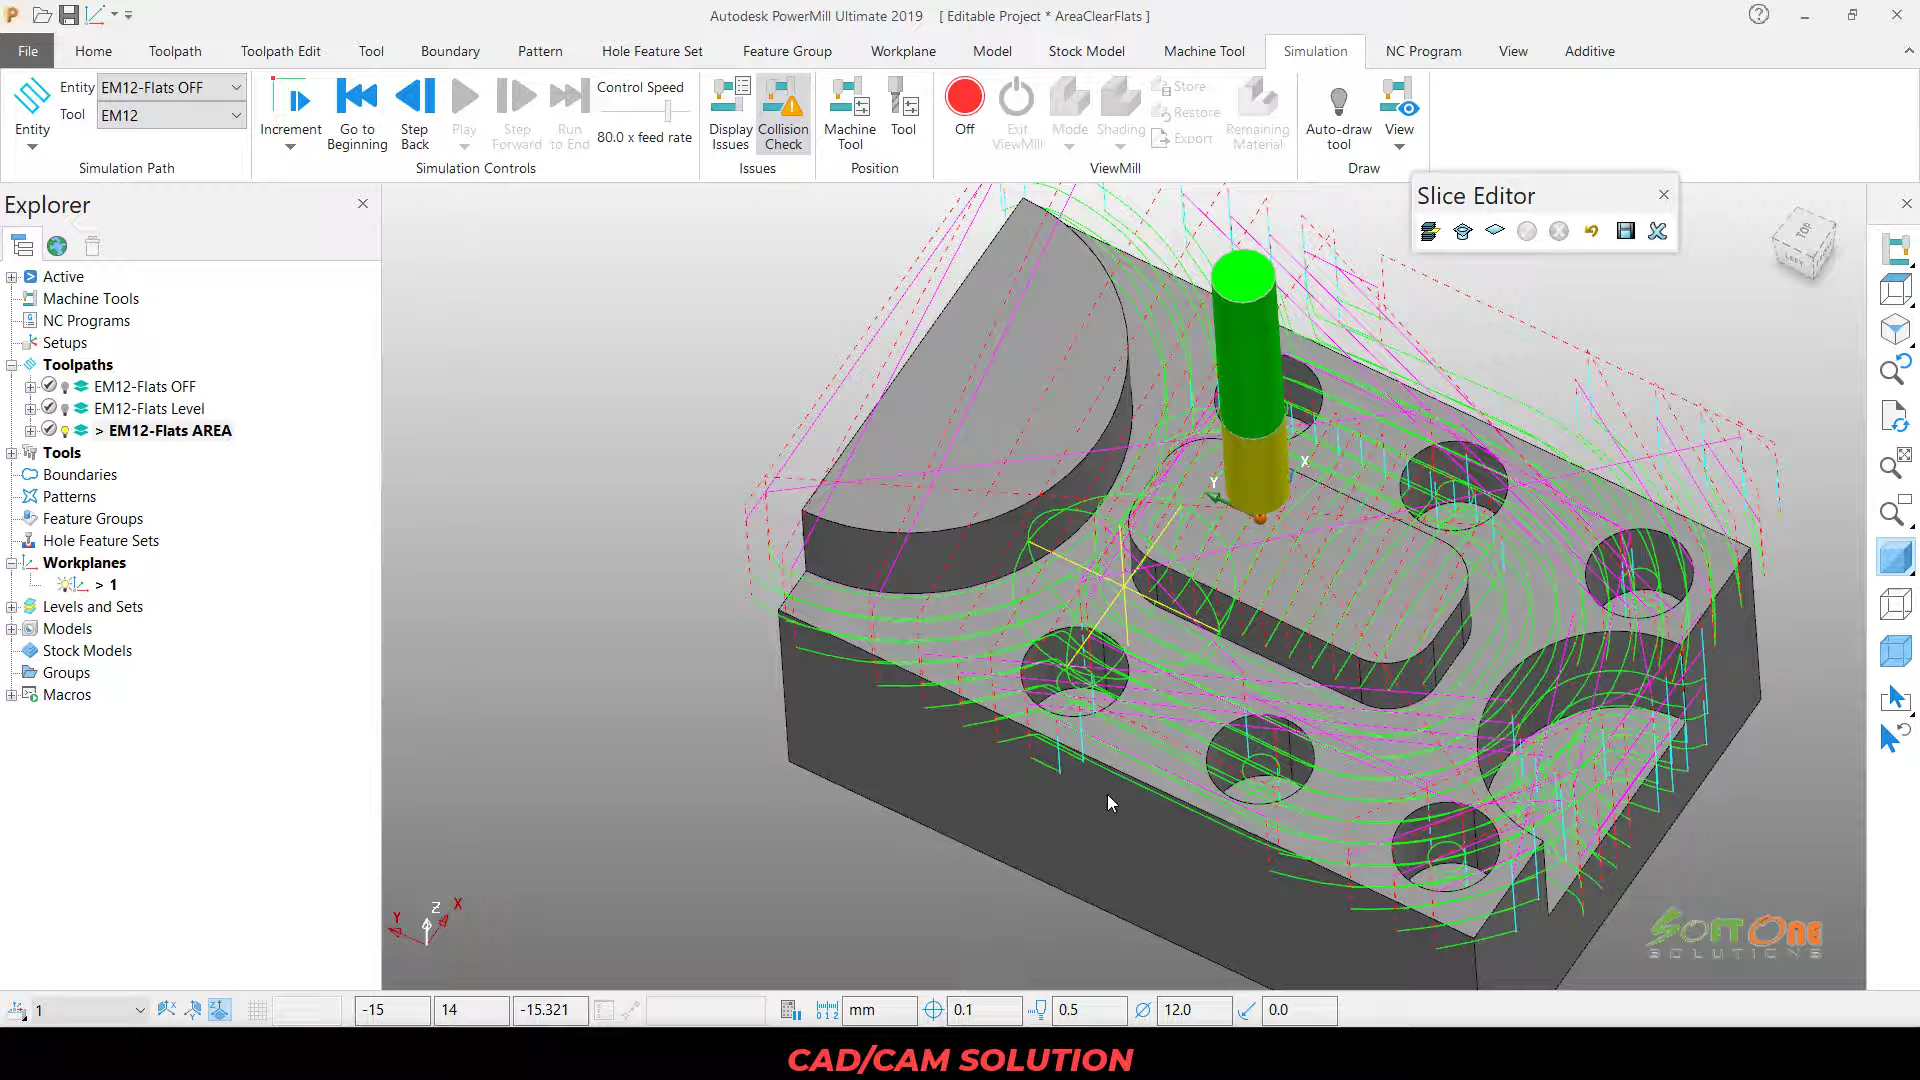 Autodesk PowerMill Ultimate 2019 [ Editable Project * AreaClearFlats ]
File Home Toolpath Toolpath Edit Tool Boundary Pattern Hole Feature Set Feature Group Workplane Model Stock Model Machine Tool Simulation NC Program View Additive
Entity
Entity EM12-Flats OFF
Tool EM12
Simulation Path
Increment
Go to Beginning
Step Back
Play
Step Forward
Run to End
Control Speed
80.0 x feed rate
Simulation Controls
Display Issues
Collision Check
Issues
Machine Tool
Tool
Position
Off
Exit ViewMill
Mode
Shading
Store
Restore
Export
Remaining Material
ViewMill
Auto-draw tool
View
Draw
Slice Editor
Explorer
Active
Machine Tools
NC Programs
Setups
Toolpaths
EM12-Flats OFF
EM12-Flats Level
> EM12-Flats AREA
Tools
Boundaries
Patterns
Feature Groups
Hole Feature Sets
Workplanes
> 1
Levels and Sets
Models
Stock Models
Groups
Macros
TOP
LEFT
X
Y
Y Z X
SOFTONE
SOLUTIONS
1 -15 14 -15.321 mm 0.1 0.5 12.0 0.0
CAD/CAM SOLUTION